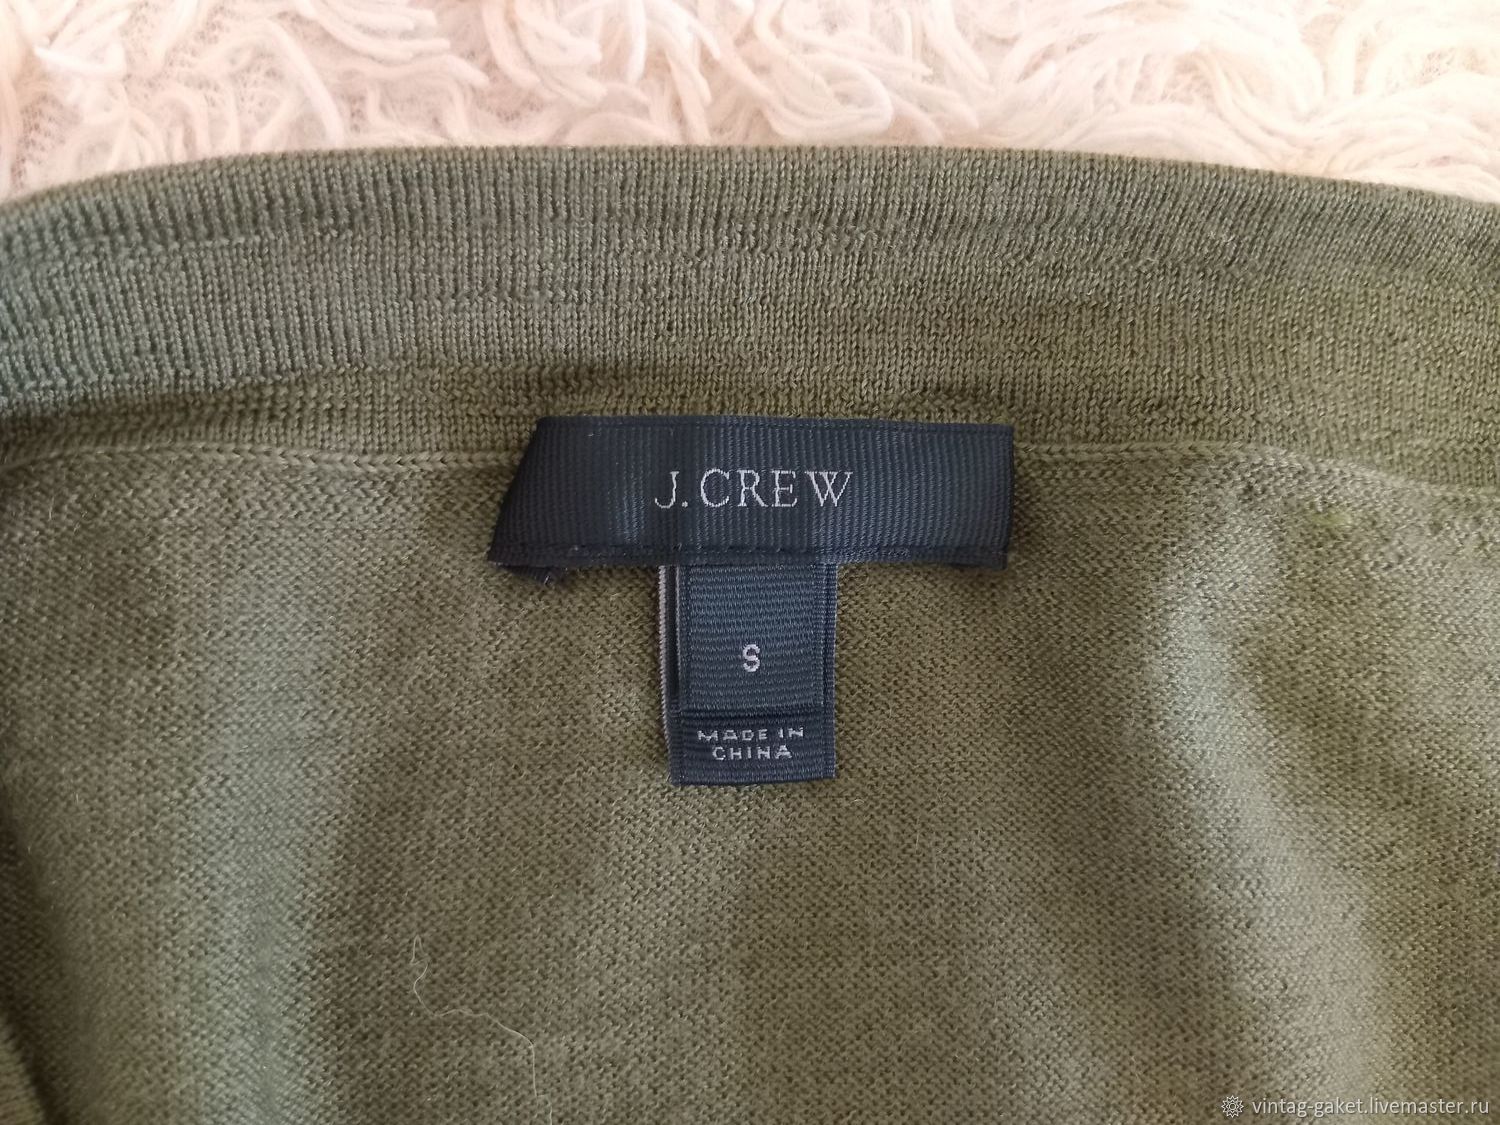 J.CREW
S
MADE IN
CHINA
vintag-gaket.livemaster.ru